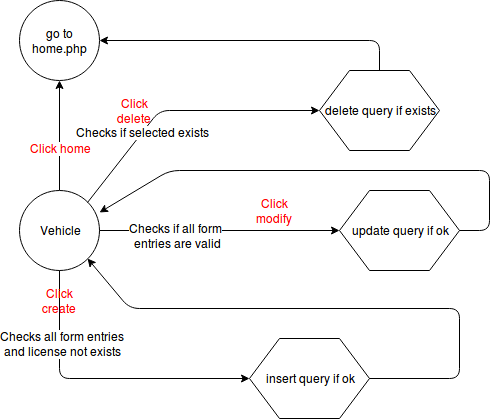 go to
home.php
Click
delete
delete query if exists
Checks if selected exists
Click home
Click
modify
Vehicle
Checks if all form
entries are valid
update query if ok
Click
create
Checks all form entries
and license not exists
insert query if ok